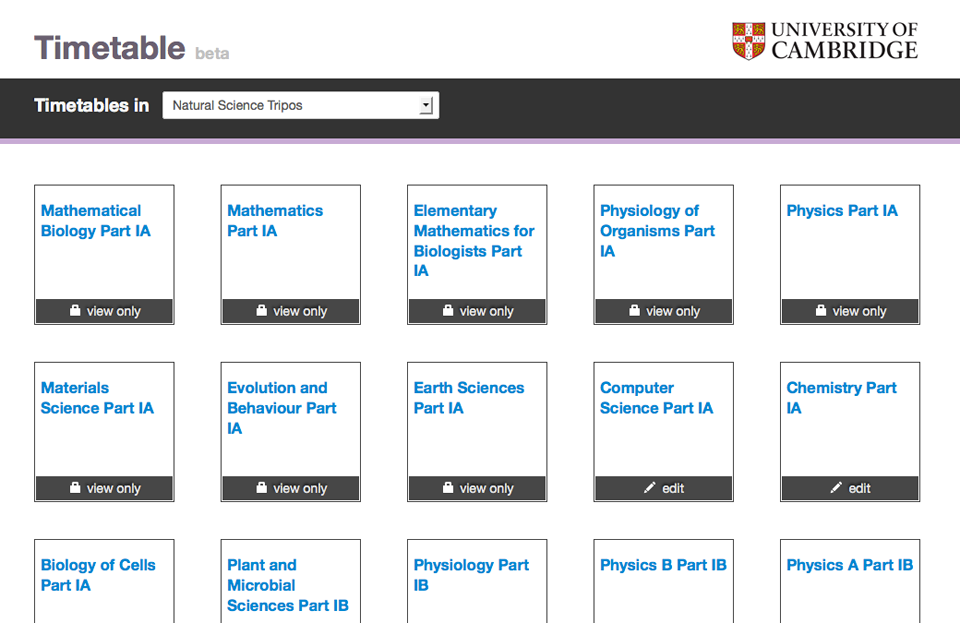 Timetable beta
UNIVERSITY OF
CAMBRIDGE
Timetables in Natural Science Tripos
Mathematical
Biology Part IA
view only
Mathematics
Part IA
view only
Elementary
Mathematics for
Biologists Part
IA
view only
Physiology of
Organisms Part
IA
view only
Physics Part IA
view only
Materials
Science Part IA
view only
Evolution and
Behaviour Part
IA
view only
Earth Sciences
Part IA
view only
Computer
Science Part IA
edit
Chemistry Part
IA
edit
Biology of Cells
Part IA
Plant and
Microbial
Sciences Part IB
Physiology Part
IB
Physics B Part IB
Physics A Part IB